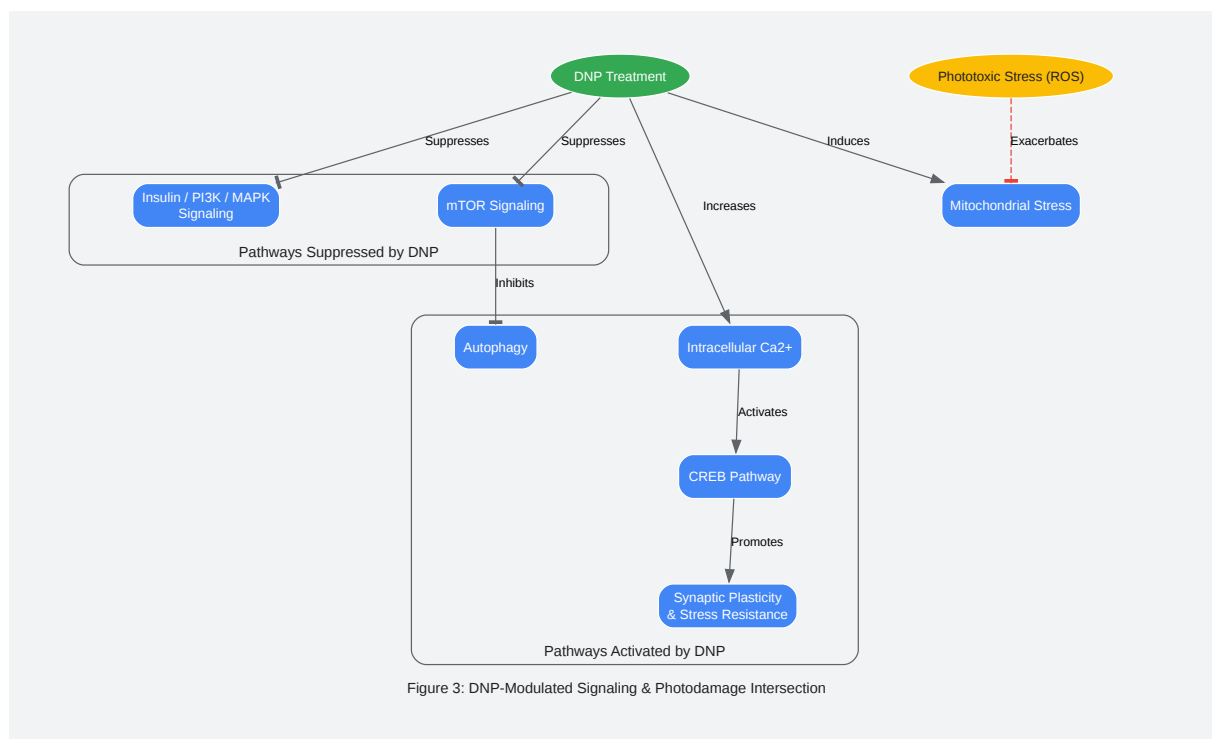 DNP Treatment
Phototoxic Stress (ROS)
Suppresses
Suppresses
Induces
Exacerbates
Insulin / PI3K / MAPK
Signaling
mTOR Signaling
Increases
Mitochondrial Stress
Pathways Suppressed by DNP
Inhibits
Autophagy
Intracellular Ca2+
Activates
CREB Pathway
Promotes
Synaptic Plasticity
& Stress Resistance
Pathways Activated by DNP
Figure 3: DNP-Modulated Signaling & Photodamage Intersection